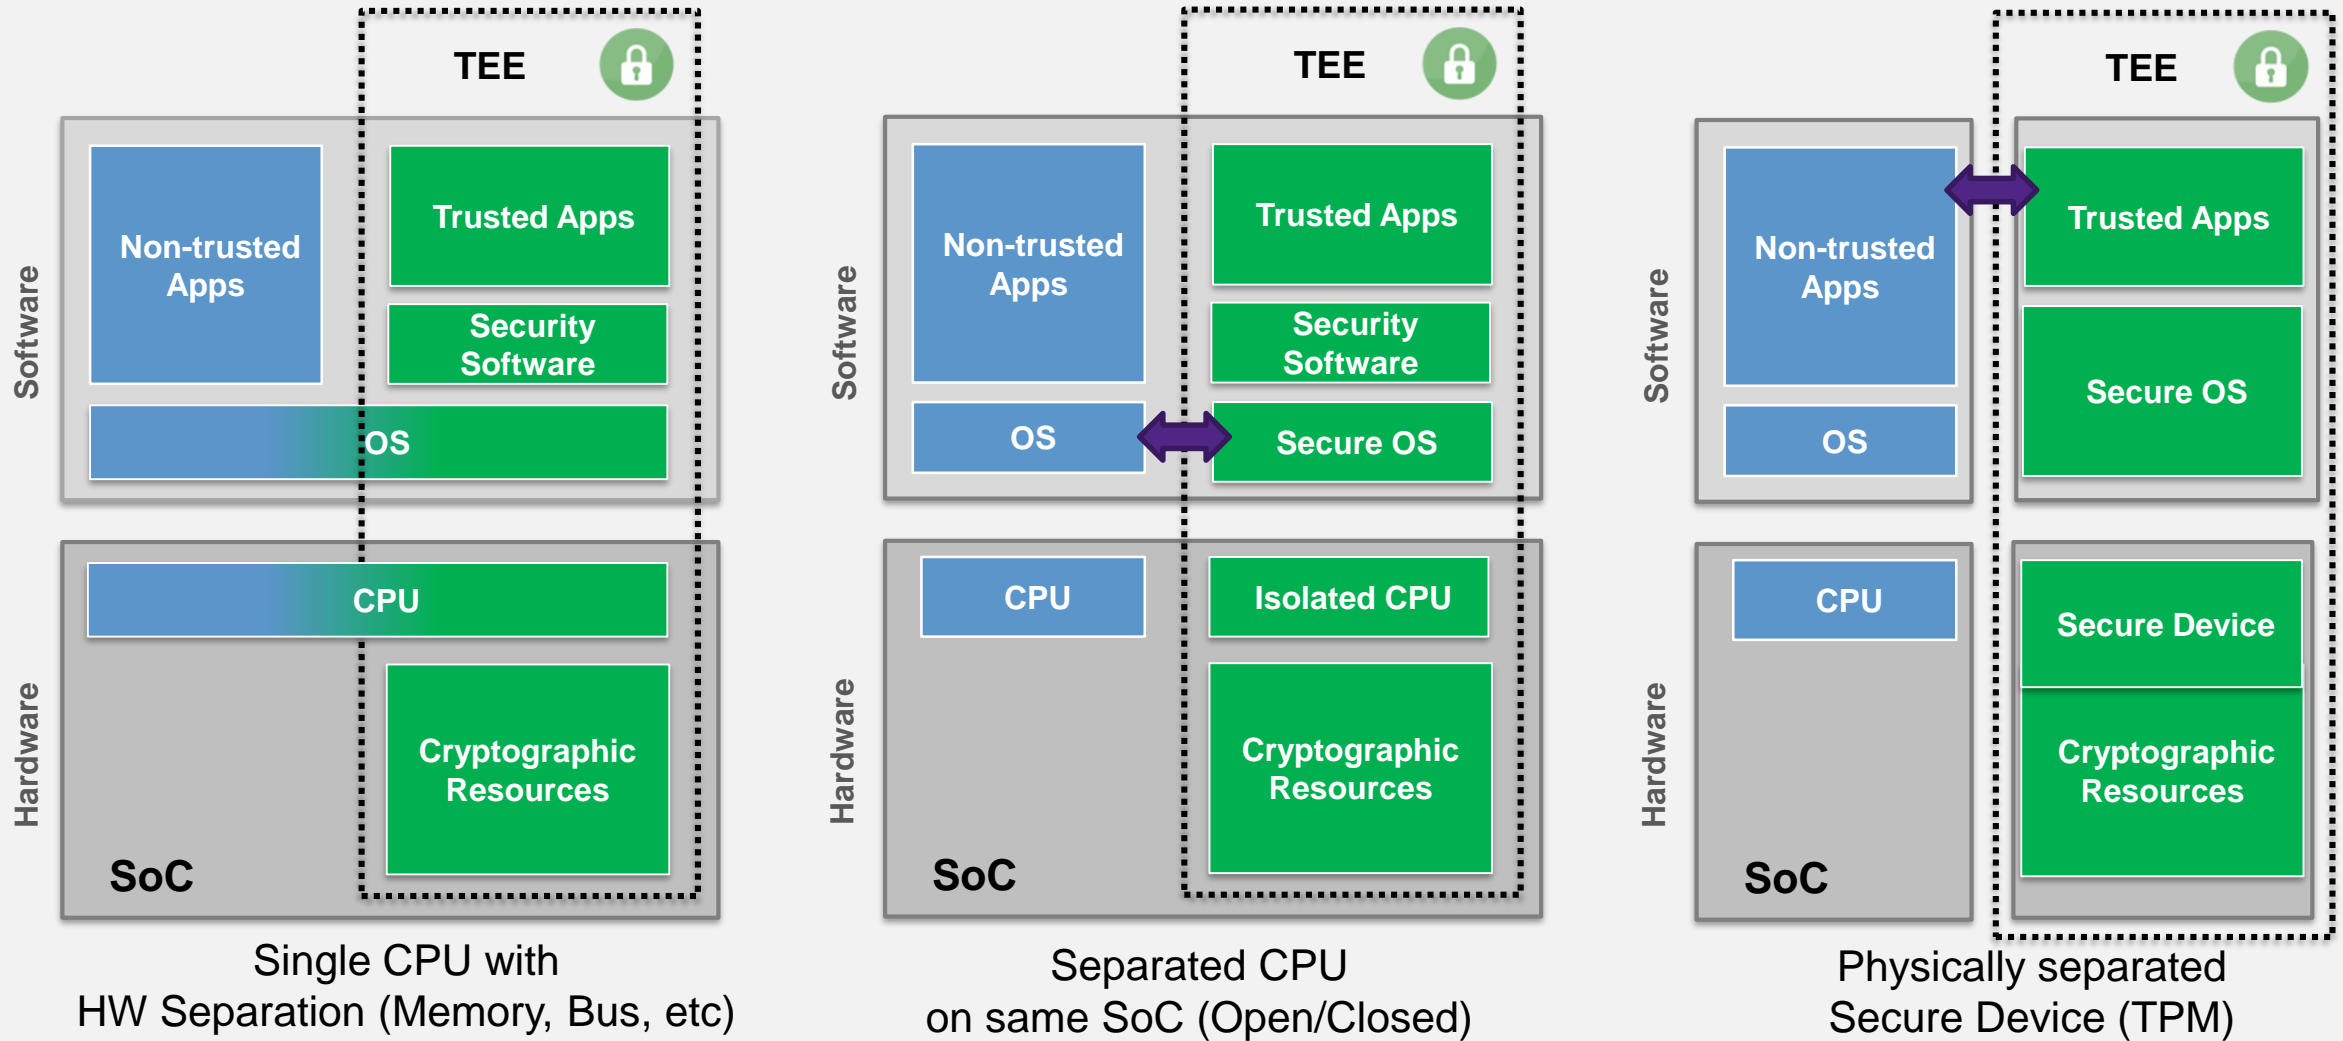 TEE
Software
Non-trusted
Apps
Trusted Apps
Security
Software
OS
Hardware
CPU
Cryptographic
Resources
SoC
Single CPU with
HW Separation (Memory, Bus, etc)
TEE
Software
Non-trusted
Apps
Trusted Apps
Security
Software
OS
Secure OS
Hardware
CPU
Isolated CPU
Cryptographic
Resources
SoC
Separated CPU
on same SoC (Open/Closed)
TEE
Software
Non-trusted
Apps
Trusted Apps
Secure OS
OS
Hardware
CPU
Secure Device
Cryptographic
Resources
SoC
Physically separated
Secure Device (TPM)